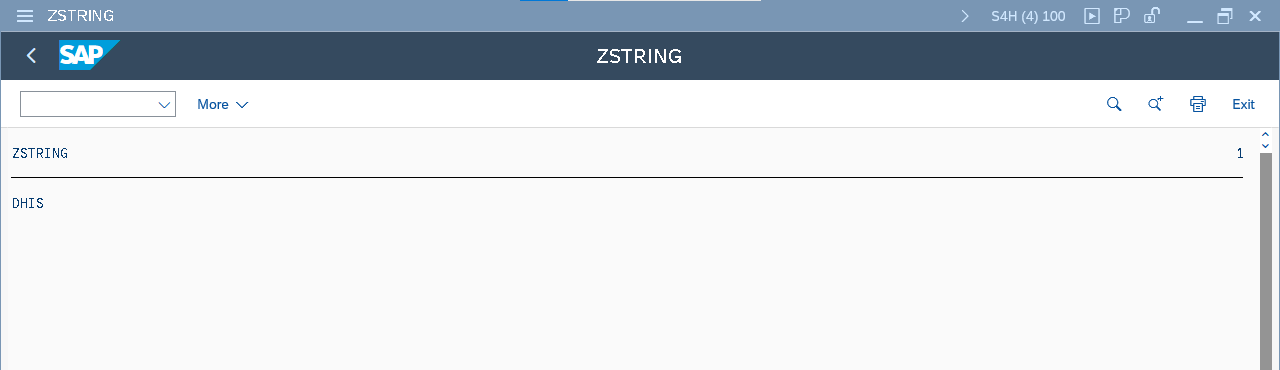 ZSTRING
S4H (4) 100
SAP
ZSTRING
More
Exit
ZSTRING 1
DHIS